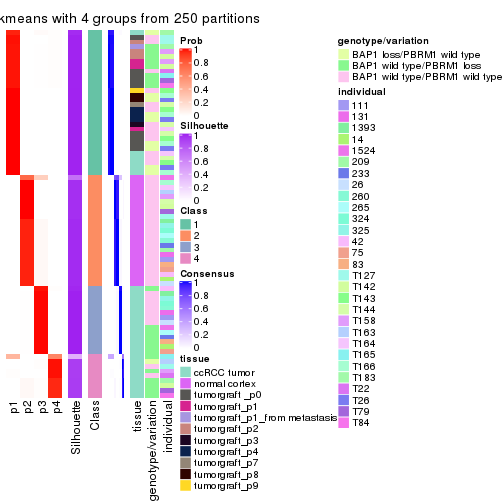 kmeans with 4 groups from 250 partitions
Prob
1
0.8
0.6
0.4
0.2
0
Silhouette
1
0.8
0.6
0.4
0.2
0
Class
1
2
3
4
Consensus
1
0.8
0.6
0.4
0.2
0
tissue
ccRCC tumor
normal cortex
tumorgraft_p0
tumorgraft_p1
tumorgraft_p1_from metastasis
tumorgraft_p2
tumorgraft_p3
tumorgraft_p4
tumorgraft_p7
tumorgraft_p8
tumorgraft_p9
genotype/variation
BAP1 loss/PBRM1 wild type
BAP1 wild type/PBRM1 loss
BAP1 wild type/PBRM1 wild type
individual
111
131
1393
14
1524
209
233
26
260
265
324
325
42
75
83
T127
T142
T143
T144
T158
T163
T164
T165
T166
T183
T22
T26
T79
T84
p1
p2
p3
p4
Silhouette
Class
tissue
genotype/variation
individual